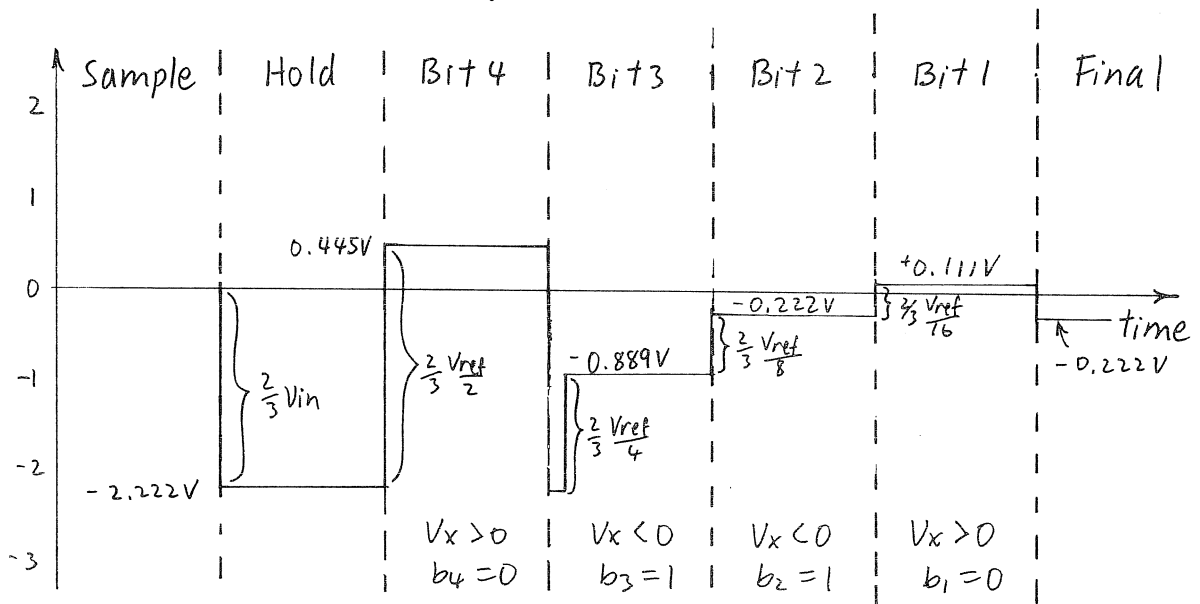 Sample Hold Bit 4 Bit 3 Bit 2 Bit 1 Final
2
1
0.445V
+0.111V
0
-0.222V
2/3 Vref/16
time
2/3 Vref/8
-0.889V
-0.222V
-1
2/3 Vref/2
2/3 Vin
2/3 Vref/4
-2
-2.222V
Vx>0 Vx<0 Vx<0 Vx>0
-3
b4=0 b3=1 b2=1 b1=0